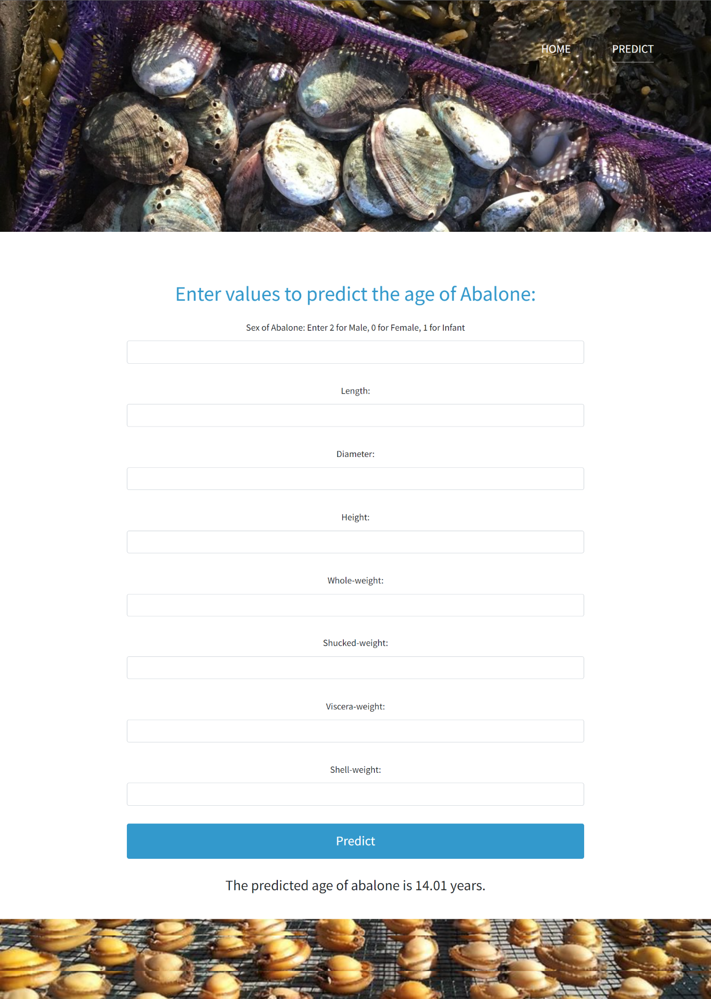 HOME PREDICT
Enter values to predict the age of Abalone:
Sex of Abalone: Enter 2 for Male, 0 for Female, 1 for Infant
Length:
Diameter:
Height:
Whole-weight:
Shucked-weight:
Viscera-weight:
Shell-weight:
Predict
The predicted age of abalone is 14.01 years.